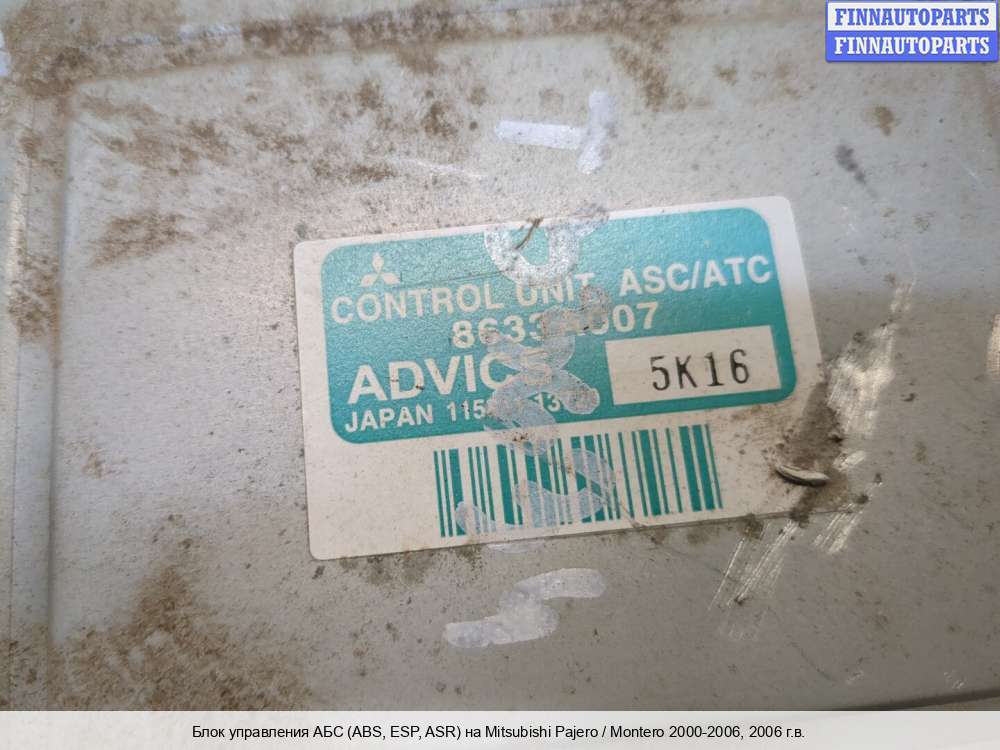 FINNAUTOPARTS
FINNAUTOPARTS
CONTROL UNIT ASC/ATC
ADVICS
5K16
JAPAN
Блок управления АБС (ABS, ESP, ASR) на Mitsubishi Pajero / Montero 2000-2006, 2006 г.в.